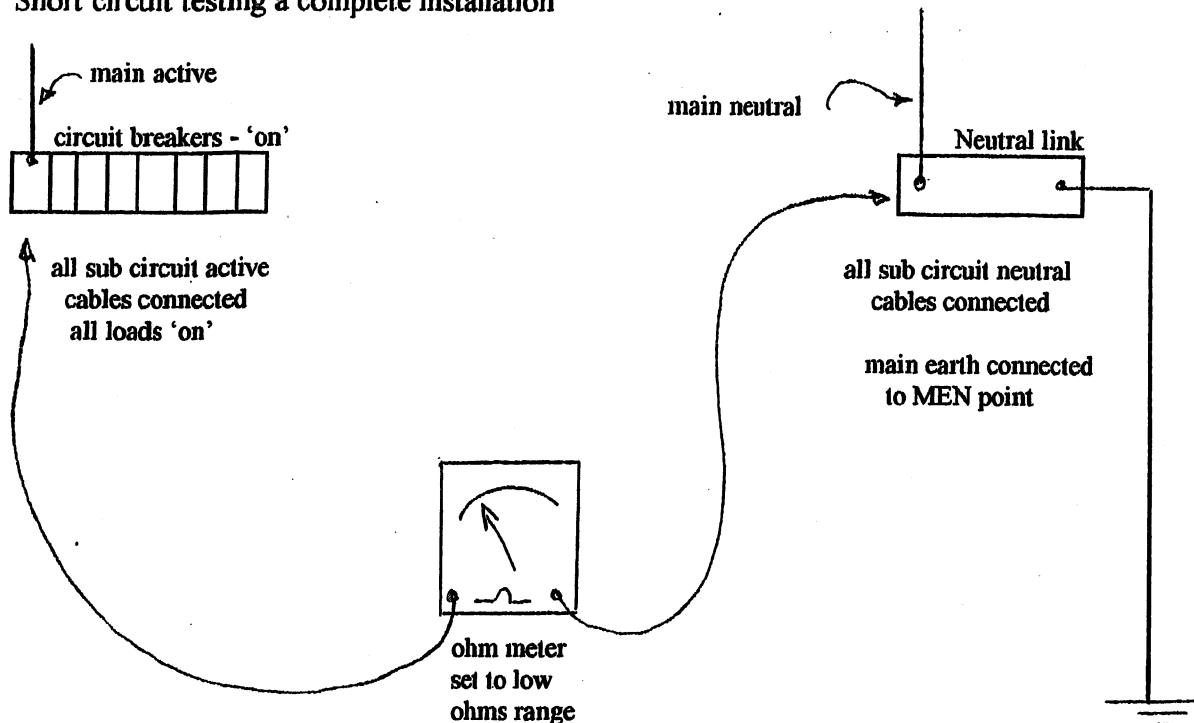 Short circuit testing a complete installation
main active
circuit breakers - 'on'
all sub circuit active
cables connected
all loads 'on'
main neutral
Neutral link
all sub circuit neutral
cables connected
main earth connected
to MEN point
ohm meter
set to low
ohms range